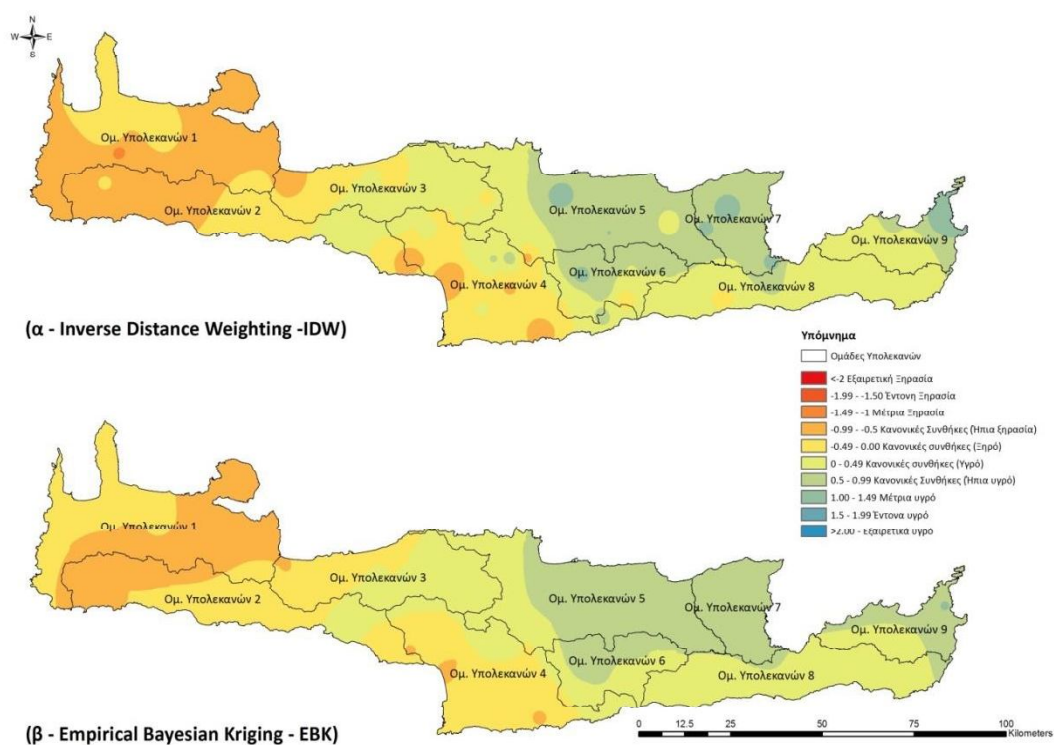 N
W E
S
Ομ. Υπολεκανών 1
Ομ. Υπολεκανών 2
Ομ. Υπολεκανών 3
Ομ. Υπολεκανών 4
Ομ. Υπολεκανών 5
Ομ. Υπολεκανών 6
Ομ. Υπολεκανών 7
Ομ. Υπολεκανών 8
Ομ. Υπολεκανών 9
(α - Inverse Distance Weighting -IDW)
Υπόμνημα
Ομάδες Υπολεκανών
<-2 Εξαιρετική Ξηρασία
-1.99 - -1.50 Έντονη Ξηρασία
-1.49 - -1 Μέτρια Ξηρασία
-0.99 - -0.5 Κανονικές Συνθήκες (Ήπια ξηρασία)
-0.49 - 0.00 Κανονικές συνθήκες (Ξηρό)
0 - 0.49 Κανονικές συνθήκες (Υγρό)
0.5 - 0.99 Κανονικές Συνθήκες (Ήπια υγρό)
1.00 - 1.49 Μέτρια υγρό
1.5 - 1.99 Έντονα υγρό
>2.00 - Εξαιρετικά υγρο
Ομ. Υπολεκανών 1
Ομ. Υπολεκανών 2
Ομ. Υπολεκανών 3
Ομ. Υπολεκανών 4
Ομ. Υπολεκανών 5
Ομ. Υπολεκανών 6
Ομ. Υπολεκανών 7
Ομ. Υπολεκανών 8
Ομ. Υπολεκανών 9
(β - Empirical Bayesian Kriging - EBK)
0 12.5 25 50 75 100
Kilometers